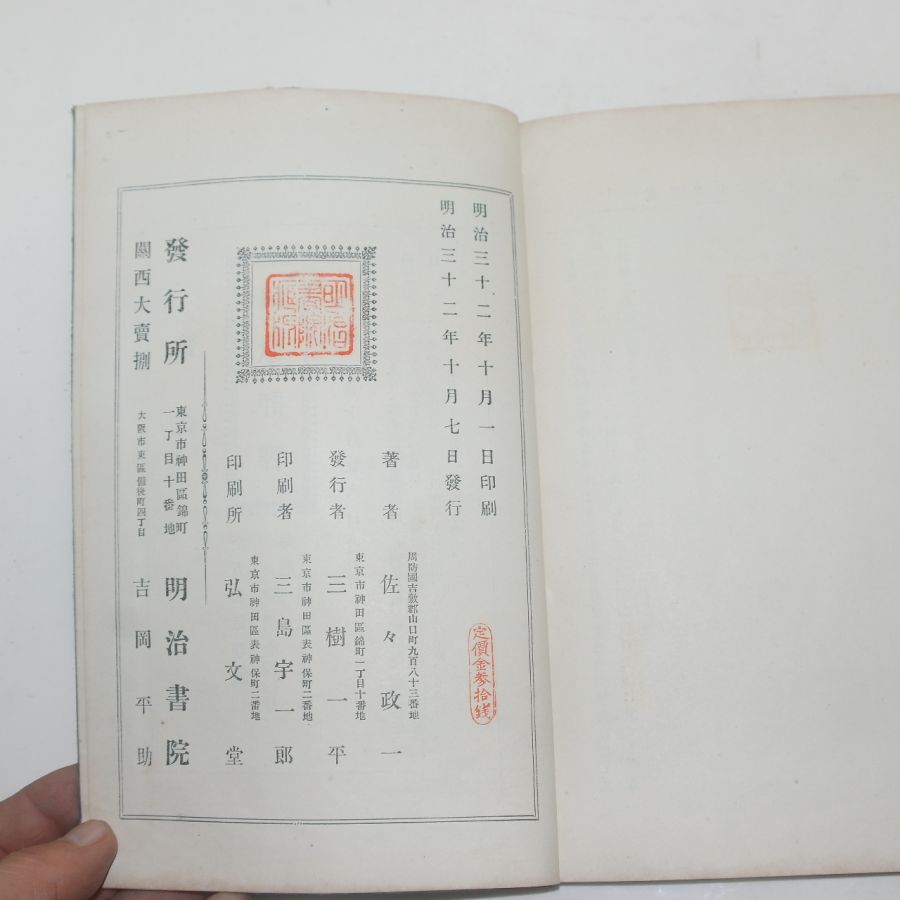 明治三十二年十月一日印刷
明治三十二年十月七日發行
定價金參拾錢
著者
周防國吉敷郡山口町九百八十三番地
佐々政一
發行者
東京市神田區錦町一丁目十番地
三樹一平
印刷者
東京市神田區表神保町二番地
三島宇一郎
印刷所
東京市神田區表神保町二番地
弘文堂
發行所
東京市神田區錦町
一丁目十番地
明治書院
關西大賣捌
大阪市東區備後町四丁目
吉岡平助